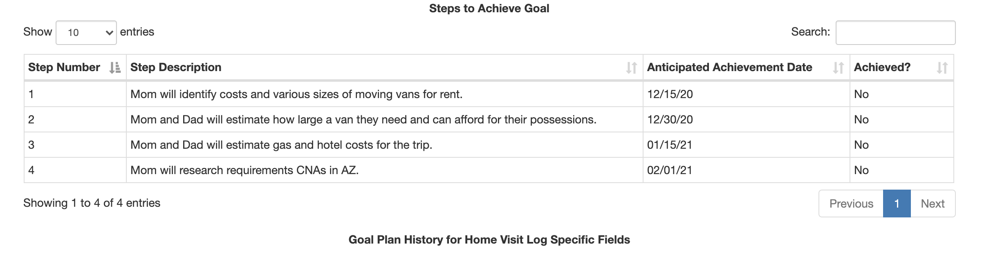 Steps to Achieve Goal
Show 10 entries Search:
Step Number Step Description Anticipated Achievement Date Achieved?
1 Mom will identify costs and various sizes of moving vans for rent. 12/15/20 No
2 Mom and Dad will estimate how large a van they need and can afford for their possessions. 12/30/20 No
3 Mom and Dad will estimate gas and hotel costs for the trip. 01/15/21 No
4 Mom will research requirements CNAs in AZ. 02/01/21 No
Showing 1 to 4 of 4 entries Previous 1 Next
Goal Plan History for Home Visit Log Specific Fields